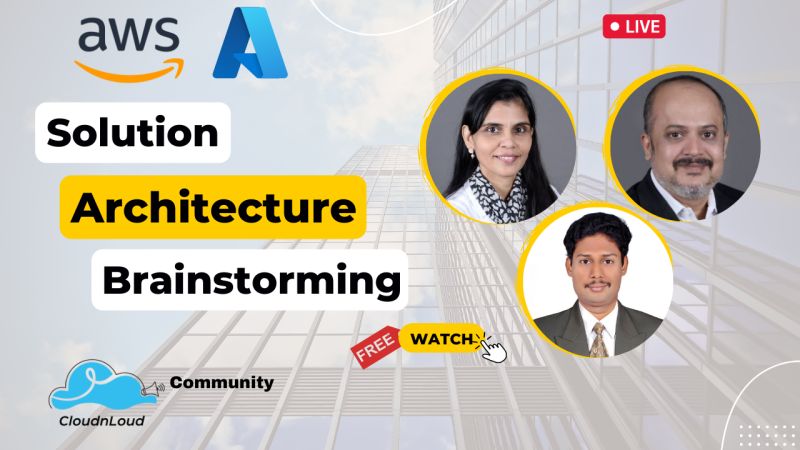 aws
LIVE
Solution
Architecture
Brainstorming
FREE
WATCH
Community
CloudnLoud